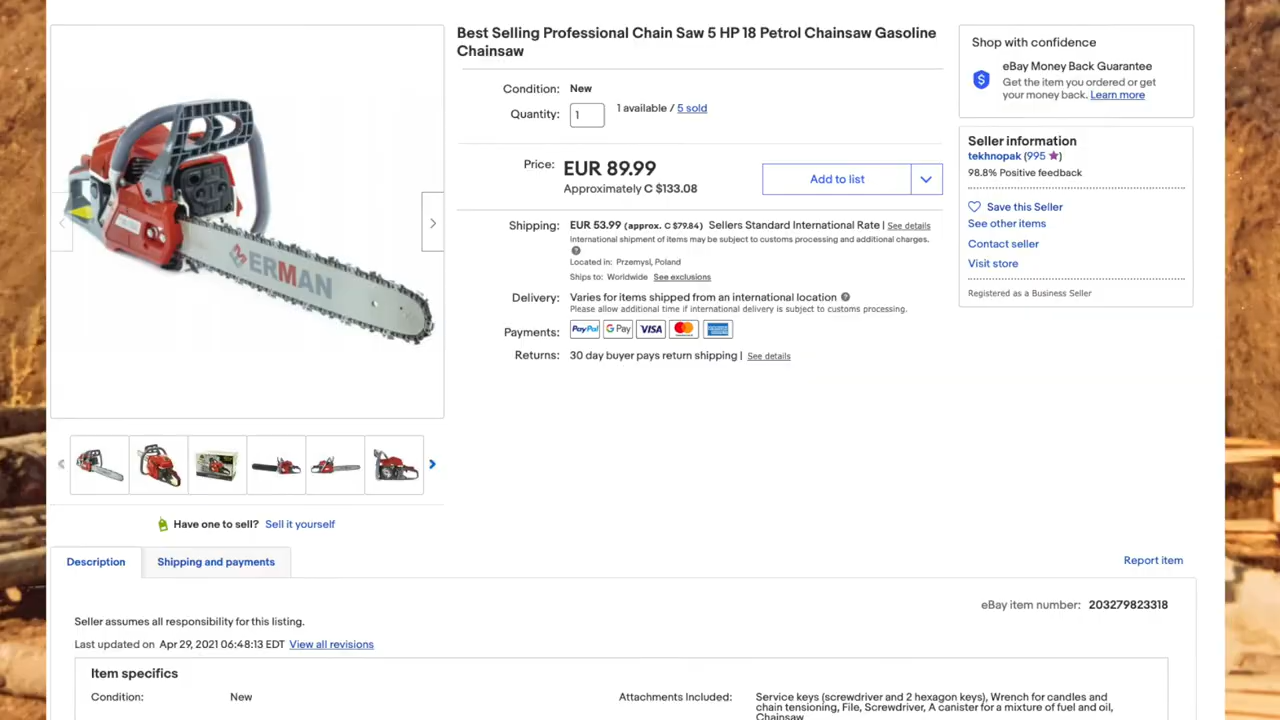 Best Selling Professional Chain Saw 5 HP 18 Petrol Chainsaw Gasoline
Chainsaw
Condition: New
Quantity: 1 1 available / 5 sold
Price: EUR 89.99
Approximately C $133.08
Add to list
Shipping: EUR 53.99 (approx. C $79.84) Sellers Standard International Rate | See details
International shipment of items may be subject to customs processing and additional charges.
Located in: Przemysl, Poland
Ships to: Worldwide See exclusions
Delivery: Varies for items shipped from an international location
Please allow additional time if international delivery is subject to customs processing.
Payments: PayPal G Pay VISA
Returns: 30 day buyer pays return shipping | See details
Shop with confidence
eBay Money Back Guarantee
Get the item you ordered or get
your money back. Learn more
Seller information
tekhnopak (995)
98.8% Positive feedback
Save this Seller
See other items
Contact seller
Visit store
Registered as a Business Seller
ERMAN
Have one to sell? Sell it yourself
Description
Shipping and payments
Report item
eBay item number: 203279823318
Seller assumes all responsibility for this listing.
Last updated on Apr 29, 2021 06:48:13 EDT View all revisions
Item specifics
Condition: New
Attachments Included: Service keys (screwdriver and 2 hexagon keys), Wrench for candles and
chain tensioning, File, Screwdriver, A canister for a mixture of fuel and oil,
Chainsaw